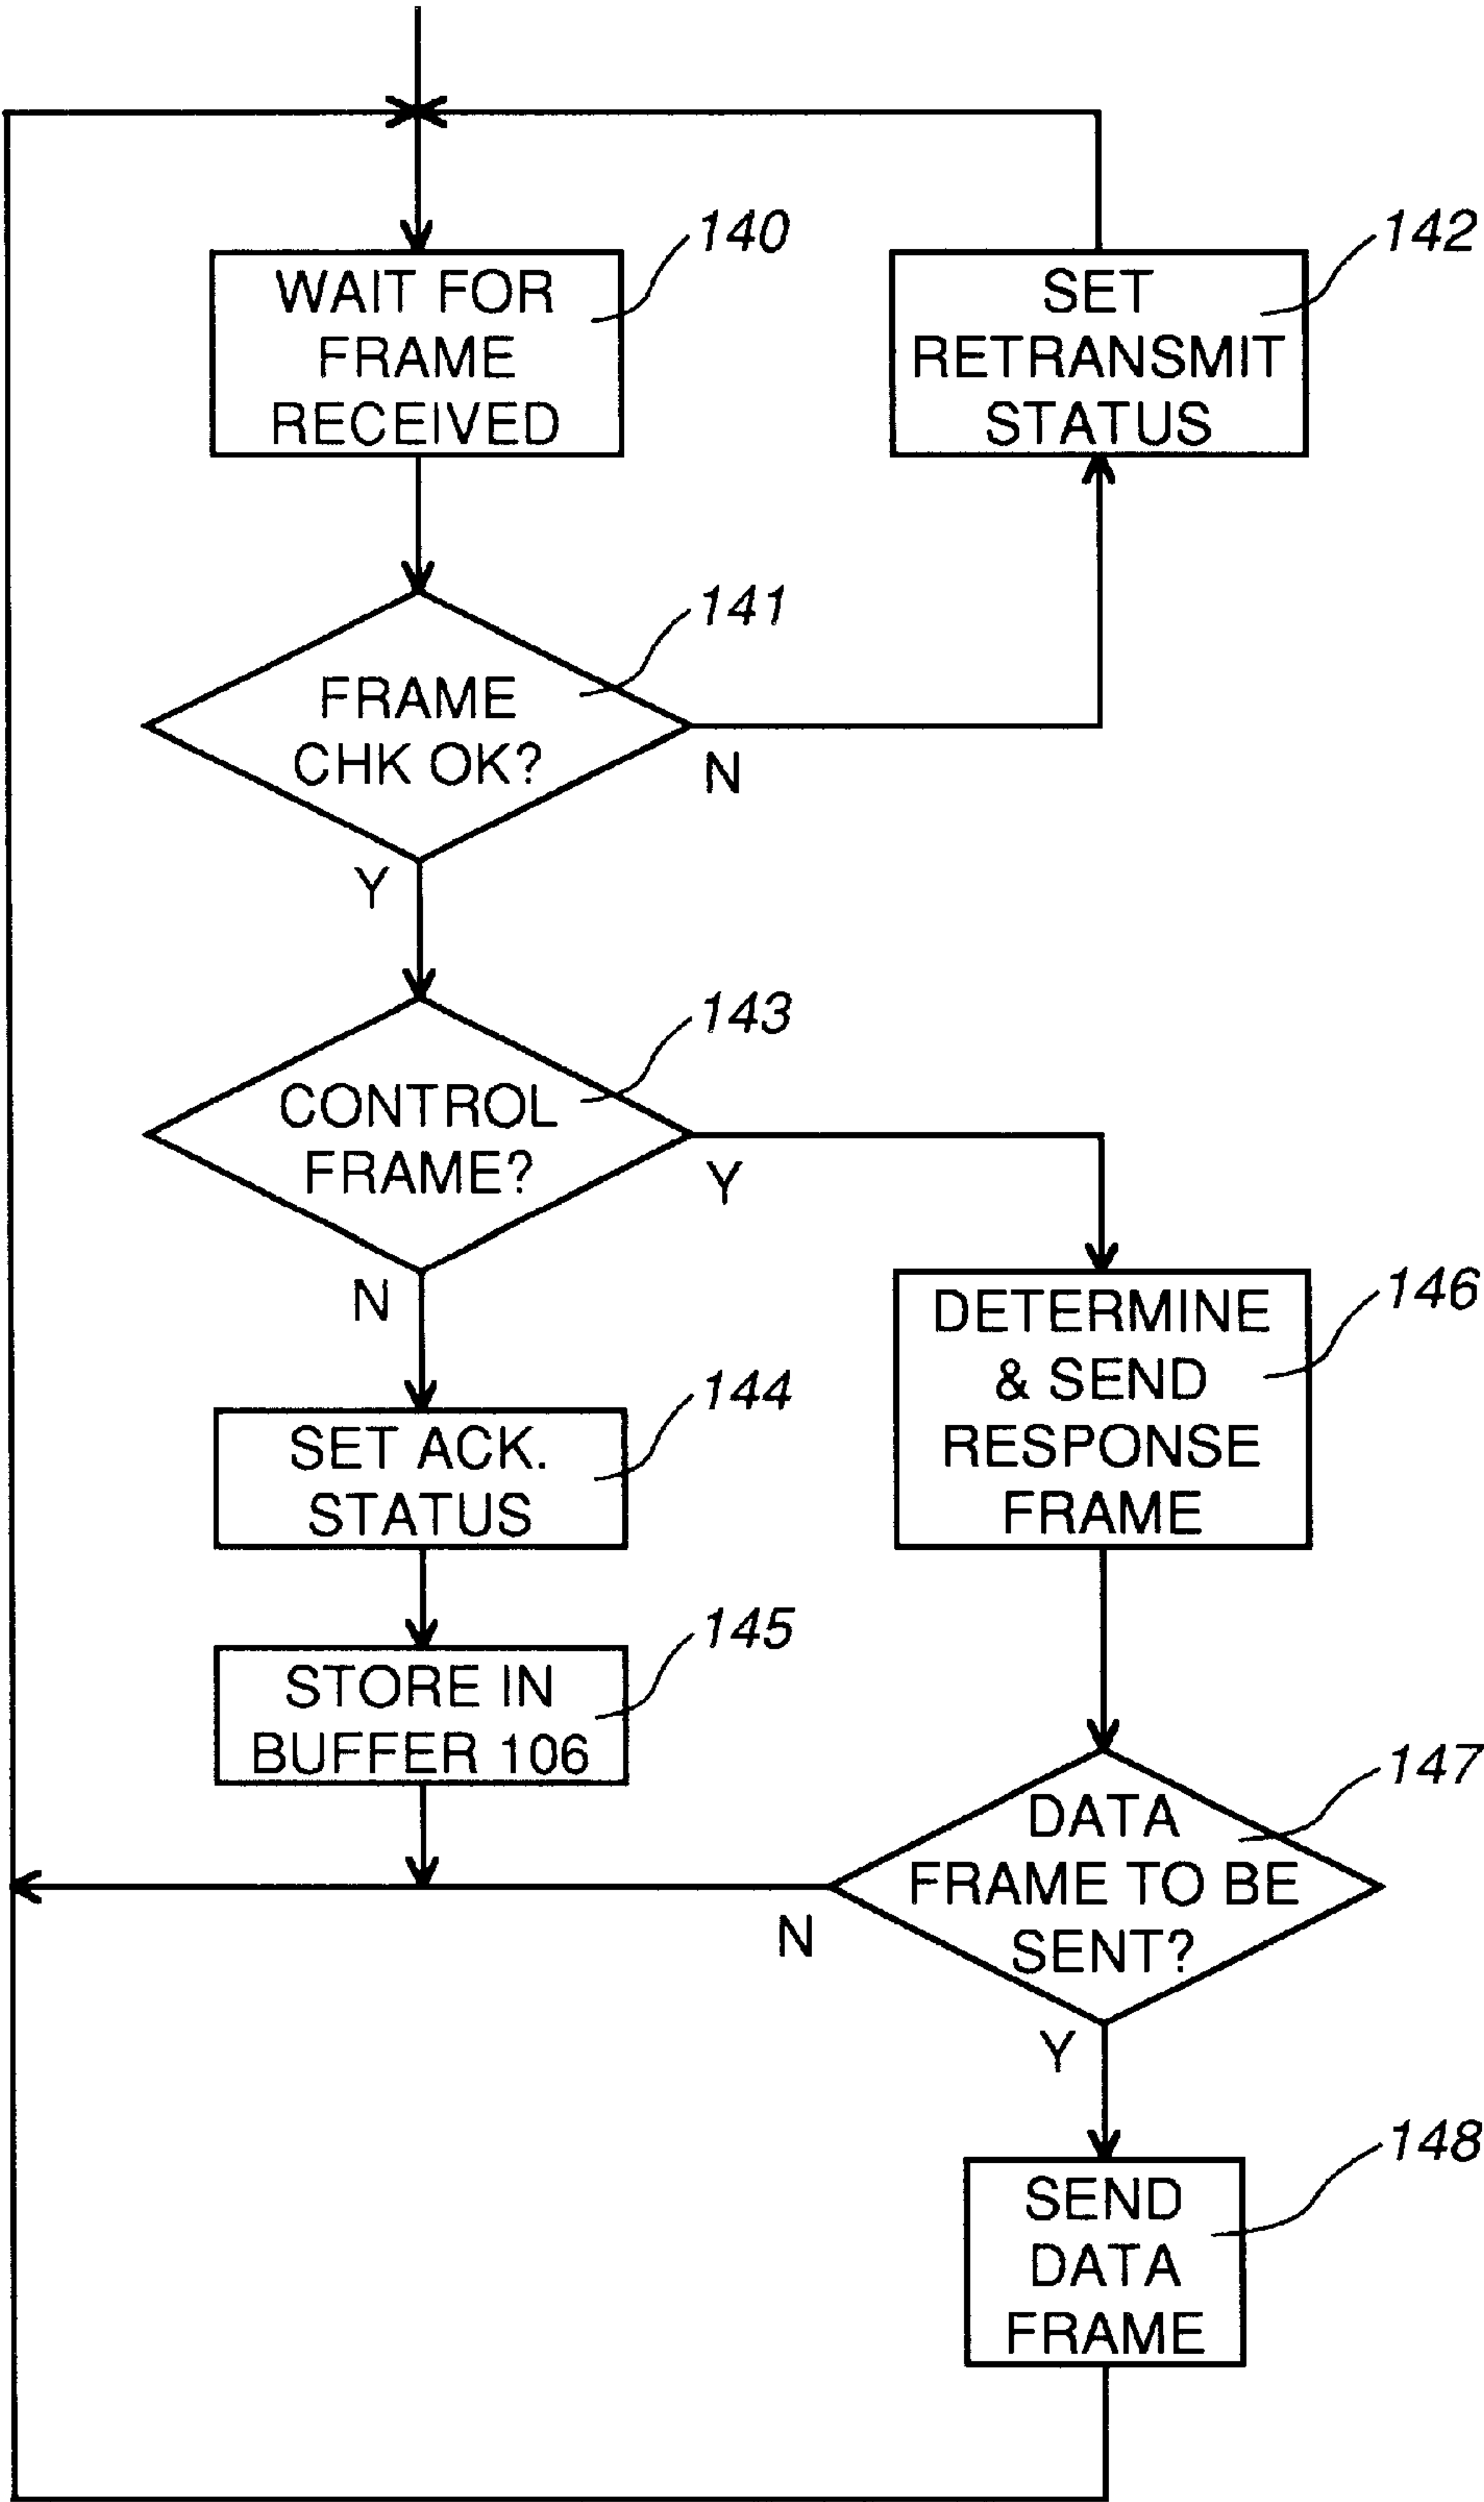 140
WAIT FOR
FRAME
RECEIVED
142
SET
RETRANSMIT
STATUS
141
FRAME
CHK OK?
N
Y
143
CONTROL
FRAME?
Y
N
146
DETERMINE
& SEND
RESPONSE
FRAME
144
SET ACK.
STATUS
145
STORE IN
BUFFER 106
147
DATA
FRAME TO BE
SENT?
N
Y
148
SEND
DATA
FRAME